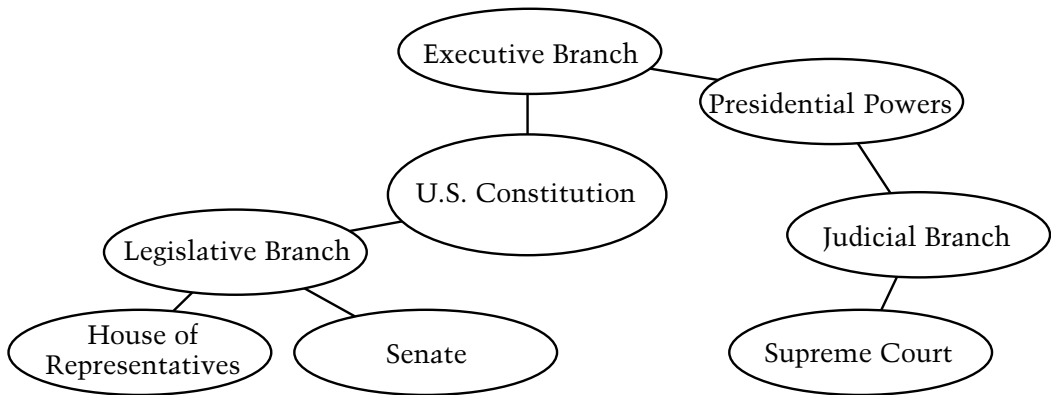 Executive Branch
Presidential Powers
U.S. Constitution
Legislative Branch
Judicial Branch
House of
Representatives
Senate
Supreme Court